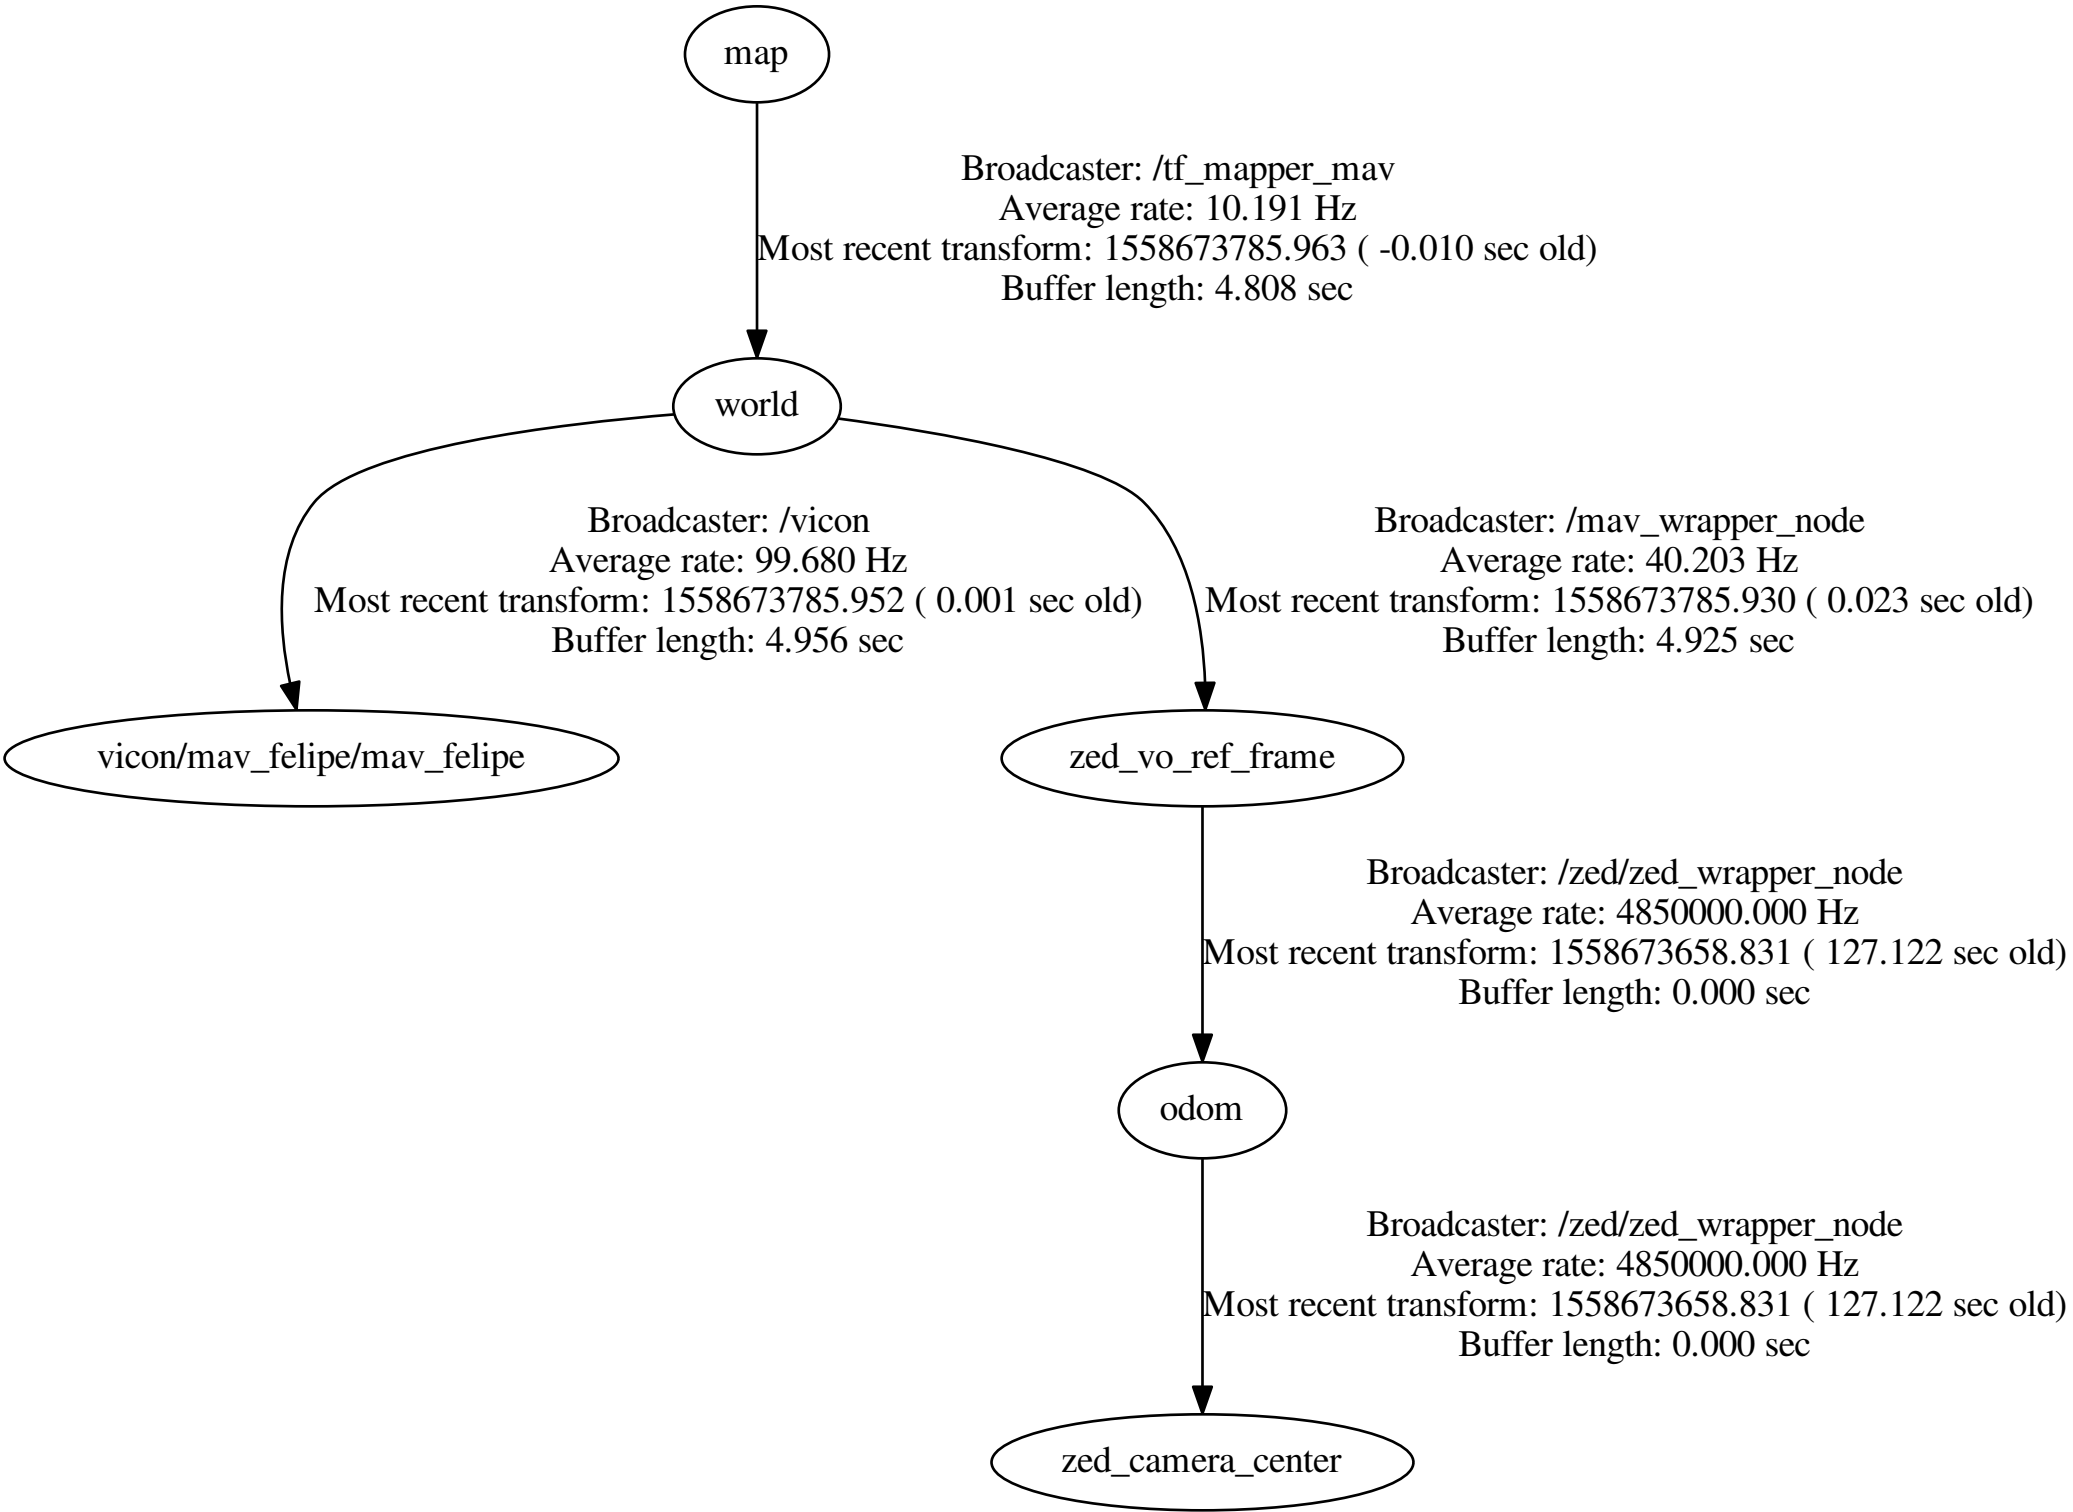 map
Broadcaster: /tf_mapper_mav
Average rate: 10.191 Hz
Most recent transform: 1558673785.963 ( -0.010 sec old)
Buffer length: 4.808 sec
world
Broadcaster: /vicon
Average rate: 99.680 Hz
Most recent transform: 1558673785.952 ( 0.001 sec old)
Buffer length: 4.956 sec
Broadcaster: /mav_wrapper_node
Average rate: 40.203 Hz
Most recent transform: 1558673785.930 ( 0.023 sec old)
Buffer length: 4.925 sec
vicon/mav_felipe/mav_felipe
zed_vo_ref_frame
Broadcaster: /zed/zed_wrapper_node
Average rate: 4850000.000 Hz
Most recent transform: 1558673658.831 ( 127.122 sec old)
Buffer length: 0.000 sec
odom
Broadcaster: /zed/zed_wrapper_node
Average rate: 4850000.000 Hz
Most recent transform: 1558673658.831 ( 127.122 sec old)
Buffer length: 0.000 sec
zed_camera_center